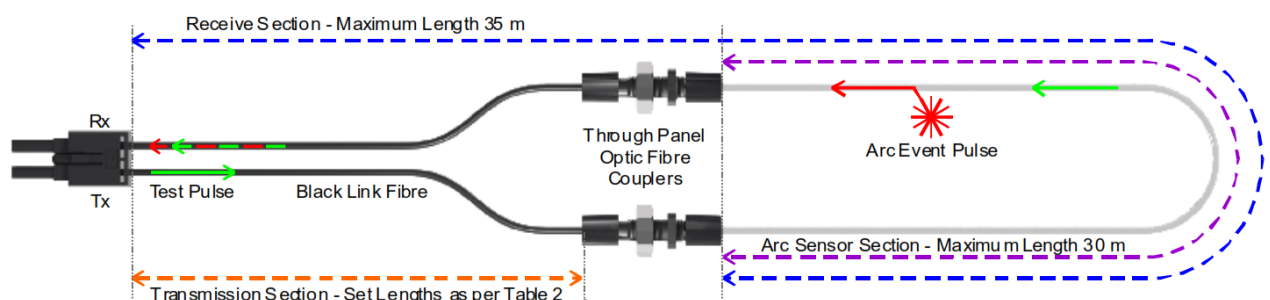 Receive Section - Maximum Length 35 m
Rx
Through Panel
Optic Fibre
Couplers
Arc Event Pulse
Tx
Test Pulse
Black Link Fibre
Arc Sensor Section - Maximum Length 30 m
Transmission Section - Set Lengths as per Table 2